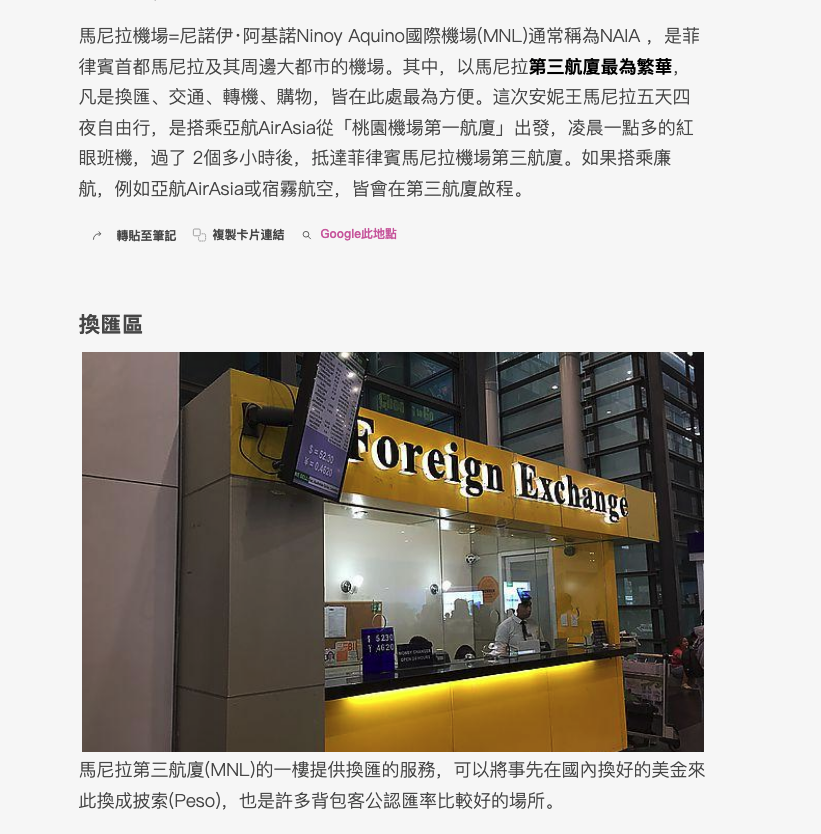 馬尼拉機場=尼諾伊·阿基諾Ninoy Aquino國際機場(MNL)通常稱為NAIA ，是菲
律賓首都馬尼拉及其周邊大都市的機場。其中，以馬尼拉第三航廈最為繁華，
凡是換匯、交通、轉機、購物，皆在此處最為方便。這次安妮王馬尼拉五天四
夜自由行，是搭乘亞航AirAsia從「桃園機場第一航廈」出發，凌晨一點多的紅
眼班機，過了 2個多小時後，抵達菲律賓馬尼拉機場第三航廈。如果搭乘廉
航，例如亞航AirAsia或宿霧航空，皆會在第三航廈啟程。
轉貼至筆記 複製卡片連結 Google此地點
換匯區
$ = 52.30
¥ = 0.4620
Foreign Exchange
$ 52.30
¥ .4620
MONEY CHANGER
OPEN 24 HOURS
馬尼拉第三航廈(MNL)的一樓提供換匯的服務，可以將事先在國內換好的美金來
此換成披索(Peso)，也是許多背包客公認匯率比較好的場所。